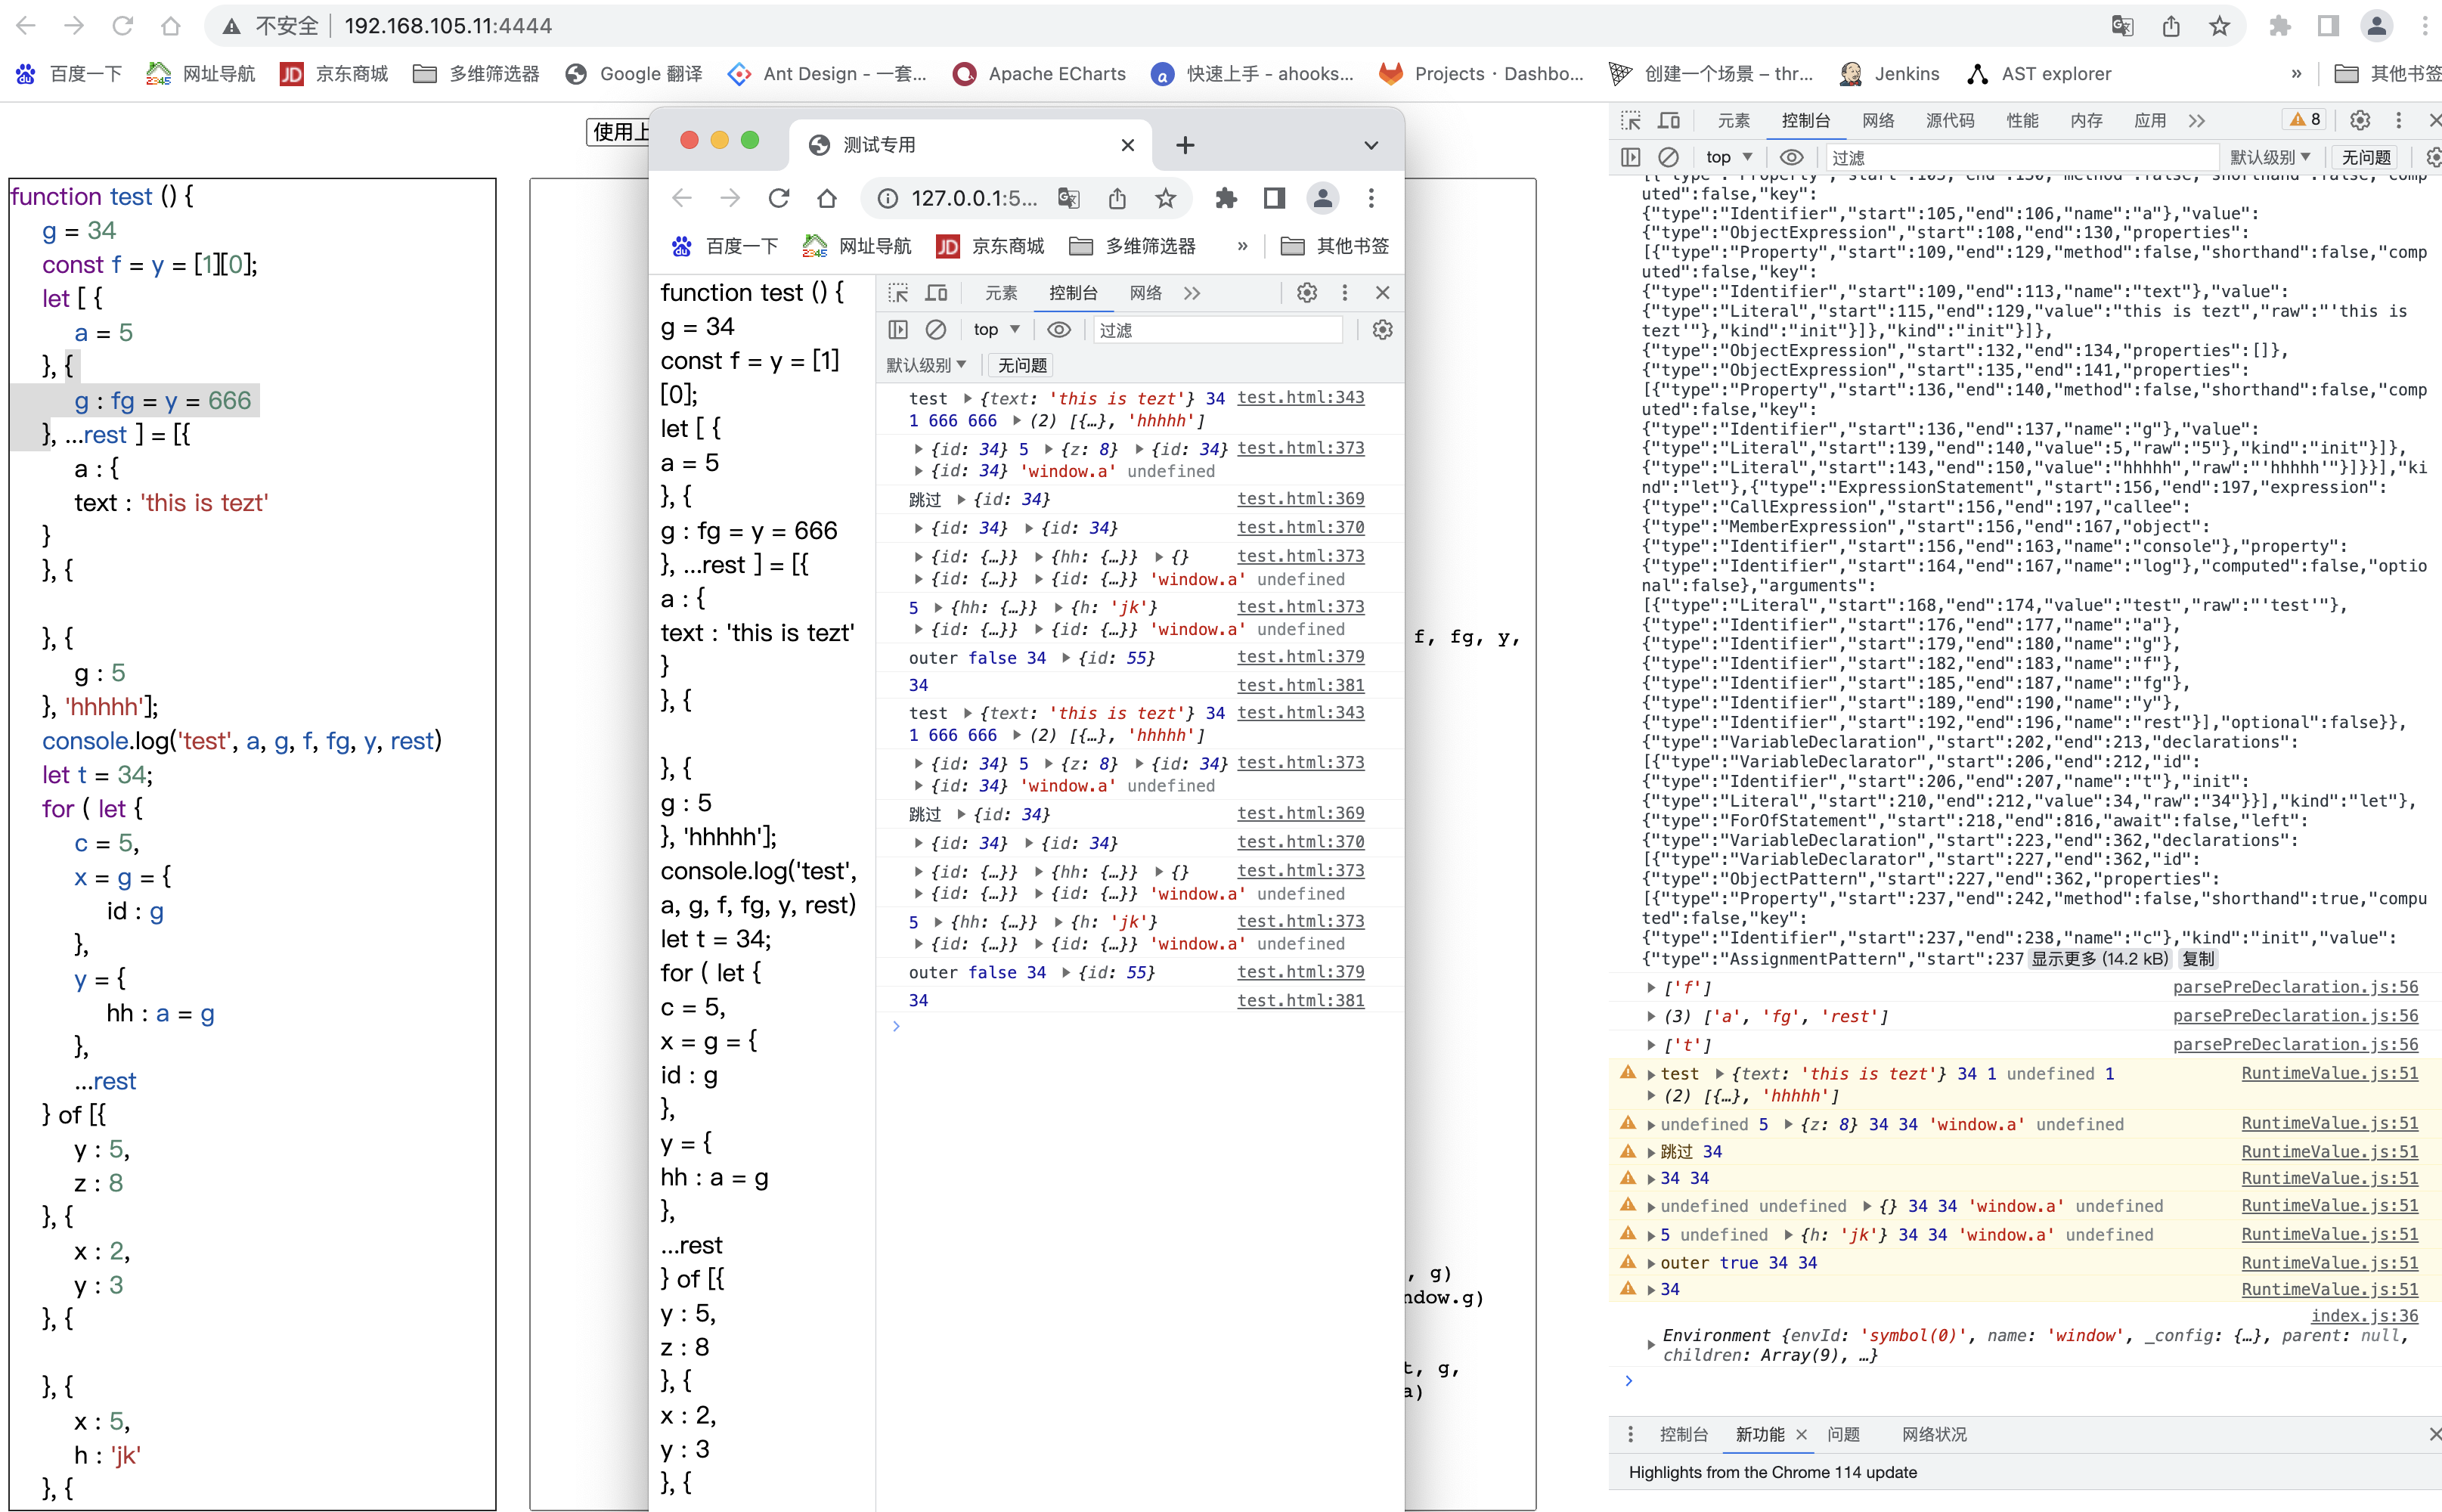 不安全 192.168.105.11:4444
百度一下 网址导航 京东商城 多维筛选器 Google 翻译 Ant Design - 一套... Apache ECharts 快速上手 - ahooks... Projects · Dashbo... 创建一个场景 – thr... Jenkins AST explorer » 其他书签
使用上
function test () {
g = 34
const f = y = [1][0];
let [ {
a = 5
}, {
g : fg = y = 666
}, ...rest ] = [{
a : {
text : 'this is tezt'
}
}, {
}, {
g : 5
}, 'hhhhh'];
console.log('test', a, g, f, fg, y, rest)
let t = 34;
for ( let {
c = 5,
x = g = {
id : g
},
y = {
hh : a = g
},
...rest
} of [{
y : 5,
z : 8
}, {
x : 2,
y : 3
}, {
}, {
x : 5,
h : 'jk'
}, {
测试专用
127.0.0.1:5...
百度一下 网址导航 京东商城 多维筛选器 » 其他书签
function test () {
g = 34
const f = y = [1]
[0];
let [ {
a = 5
}, {
g : fg = y = 666
}, ...rest ] = [{
a : {
text : 'this is tezt'
}
}, {
}, {
g : 5
}, 'hhhhh'];
console.log('test',
a, g, f, fg, y, rest)
let t = 34;
for ( let {
c = 5,
x = g = {
id : g
},
y = {
hh : a = g
},
...rest
} of [{
y : 5,
z : 8
}, {
x : 2,
y : 3
}, {
元素 控制台 网络
top 过滤
默认级别 无问题
test {text: 'this is tezt'} 34 test.html:343
1 666 666 (2) [{…}, 'hhhhh']
{id: 34} 5 {z: 8} {id: 34} test.html:373
{id: 34} 'window.a' undefined
跳过 {id: 34} test.html:369
{id: 34} {id: 34} test.html:370
{id: {…}} {hh: {…}} {} test.html:373
{id: {…}} {id: {…}} 'window.a' undefined
5 {hh: {…}} {h: 'jk'} test.html:373
{id: {…}} {id: {…}} 'window.a' undefined
outer false 34 {id: 55} test.html:379
34 test.html:381
test {text: 'this is tezt'} 34 test.html:343
1 666 666 (2) [{…}, 'hhhhh']
{id: 34} 5 {z: 8} {id: 34} test.html:373
{id: 34} 'window.a' undefined
跳过 {id: 34} test.html:369
{id: 34} {id: 34} test.html:370
{id: {…}} {hh: {…}} {} test.html:373
{id: {…}} {id: {…}} 'window.a' undefined
5 {hh: {…}} {h: 'jk'} test.html:373
{id: {…}} {id: {…}} 'window.a' undefined
outer false 34 {id: 55} test.html:379
34 test.html:381
f, fg, y,
, g)
ndow.g)
t, g,
a)
元素 控制台 网络 源代码 性能 内存 应用 8
top 过滤 默认级别 无问题
[{"type":"Property","start":105,"end":130,"method":false,"shorthand":false,"comp
uted":false,"key":
{"type":"Identifier","start":105,"end":106,"name":"a"},"value":
{"type":"ObjectExpression","start":108,"end":130,"properties":
[{"type":"Property","start":109,"end":129,"method":false,"shorthand":false,"comp
uted":false,"key":
{"type":"Identifier","start":109,"end":113,"name":"text"},"value":
{"type":"Literal","start":115,"end":129,"value":"this is tezt","raw":"'this is
tezt'"},"kind":"init"}]},"kind":"init"}]},
{"type":"ObjectExpression","start":132,"end":134,"properties":[]},
{"type":"ObjectExpression","start":135,"end":141,"properties":
[{"type":"Property","start":136,"end":140,"method":false,"shorthand":false,"comp
uted":false,"key":
{"type":"Identifier","start":136,"end":137,"name":"g"},"value":
{"type":"Literal","start":139,"end":140,"value":5,"raw":"5"},"kind":"init"}]},
{"type":"Literal","start":143,"end":150,"value":"hhhhh","raw":"'hhhhh'"}]}}],"ki
nd":"let"},{"type":"ExpressionStatement","start":156,"end":197,"expression":
{"type":"CallExpression","start":156,"end":197,"callee":
{"type":"MemberExpression","start":156,"end":167,"object":
{"type":"Identifier","start":156,"end":163,"name":"console"},"property":
{"type":"Identifier","start":164,"end":167,"name":"log"},"computed":false,"optio
nal":false},"arguments":
[{"type":"Literal","start":168,"end":174,"value":"test","raw":"'test'"},
{"type":"Identifier","start":176,"end":177,"name":"a"},
{"type":"Identifier","start":179,"end":180,"name":"g"},
{"type":"Identifier","start":182,"end":183,"name":"f"},
{"type":"Identifier","start":185,"end":187,"name":"fg"},
{"type":"Identifier","start":189,"end":190,"name":"y"},
{"type":"Identifier","start":192,"end":196,"name":"rest"}],"optional":false}},
{"type":"VariableDeclaration","start":202,"end":213,"declarations":
[{"type":"VariableDeclarator","start":206,"end":212,"id":
{"type":"Identifier","start":206,"end":207,"name":"t"},"init":
{"type":"Literal","start":210,"end":212,"value":34,"raw":"34"}}],"kind":"let"},
{"type":"ForOfStatement","start":218,"end":816,"await":false,"left":
{"type":"VariableDeclaration","start":223,"end":362,"declarations":
[{"type":"VariableDeclarator","start":227,"end":362,"id":
{"type":"ObjectPattern","start":227,"end":362,"properties":
[{"type":"Property","start":237,"end":242,"method":false,"shorthand":true,"compu
ted":false,"key":
{"type":"Identifier","start":237,"end":238,"name":"c"},"kind":"init","value":
{"type":"AssignmentPattern","start":237 显示更多 (14.2 kB) 复制
['f'] parsePreDeclaration.js:56
(3) ['a', 'fg', 'rest'] parsePreDeclaration.js:56
['t'] parsePreDeclaration.js:56
test {text: 'this is tezt'} 34 1 undefined 1 RuntimeValue.js:51
(2) [{…}, 'hhhhh']
undefined 5 {z: 8} 34 34 'window.a' undefined RuntimeValue.js:51
跳过 34 RuntimeValue.js:51
34 34 RuntimeValue.js:51
undefined undefined {} 34 34 'window.a' undefined RuntimeValue.js:51
5 undefined {h: 'jk'} 34 34 'window.a' undefined RuntimeValue.js:51
outer true 34 34 RuntimeValue.js:51
34 RuntimeValue.js:51
index.js:36
Environment {envId: 'symbol(0)', name: 'window', _config: {…}, parent: null,
children: Array(9), …}
控制台 新功能 问题 网络状况
Highlights from the Chrome 114 update